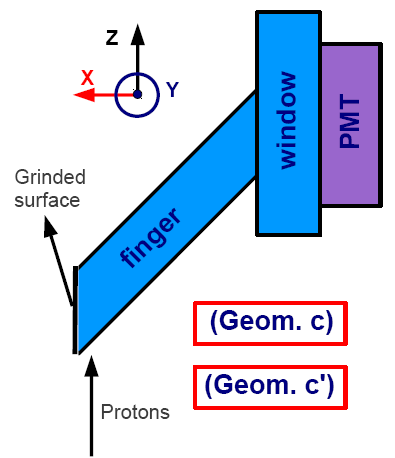 Z
X
Y
window
PMT
Grinded
surface
finger
(Geom. c)
(Geom. c')
Protons